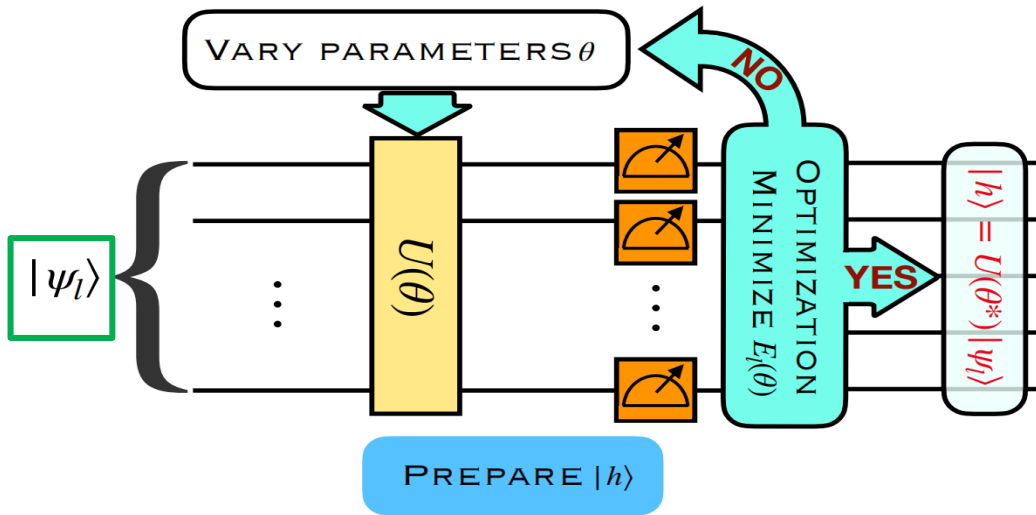 VARY PARAMETERS θ
NO
|ψ_l⟩
...
U(θ)
...
OPTIMIZATION
MINIMIZE E_l(θ)
YES
|h⟩ = U(θ*)|ψ_l⟩
PREPARE |h⟩